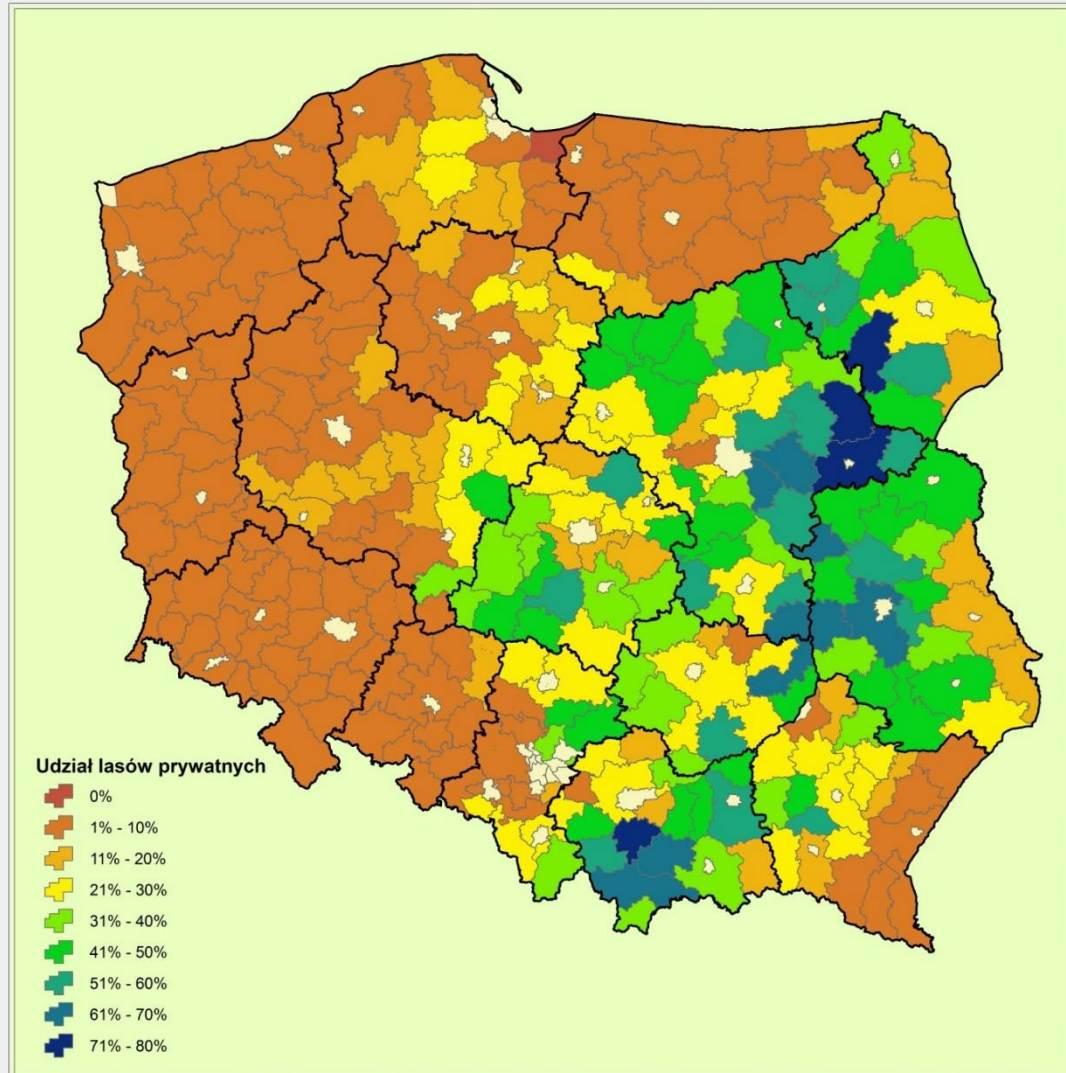 Udział lasów prywatnych
0%
1% - 10%
11% - 20%
21% - 30%
31% - 40%
41% - 50%
51% - 60%
61% - 70%
71% - 80%